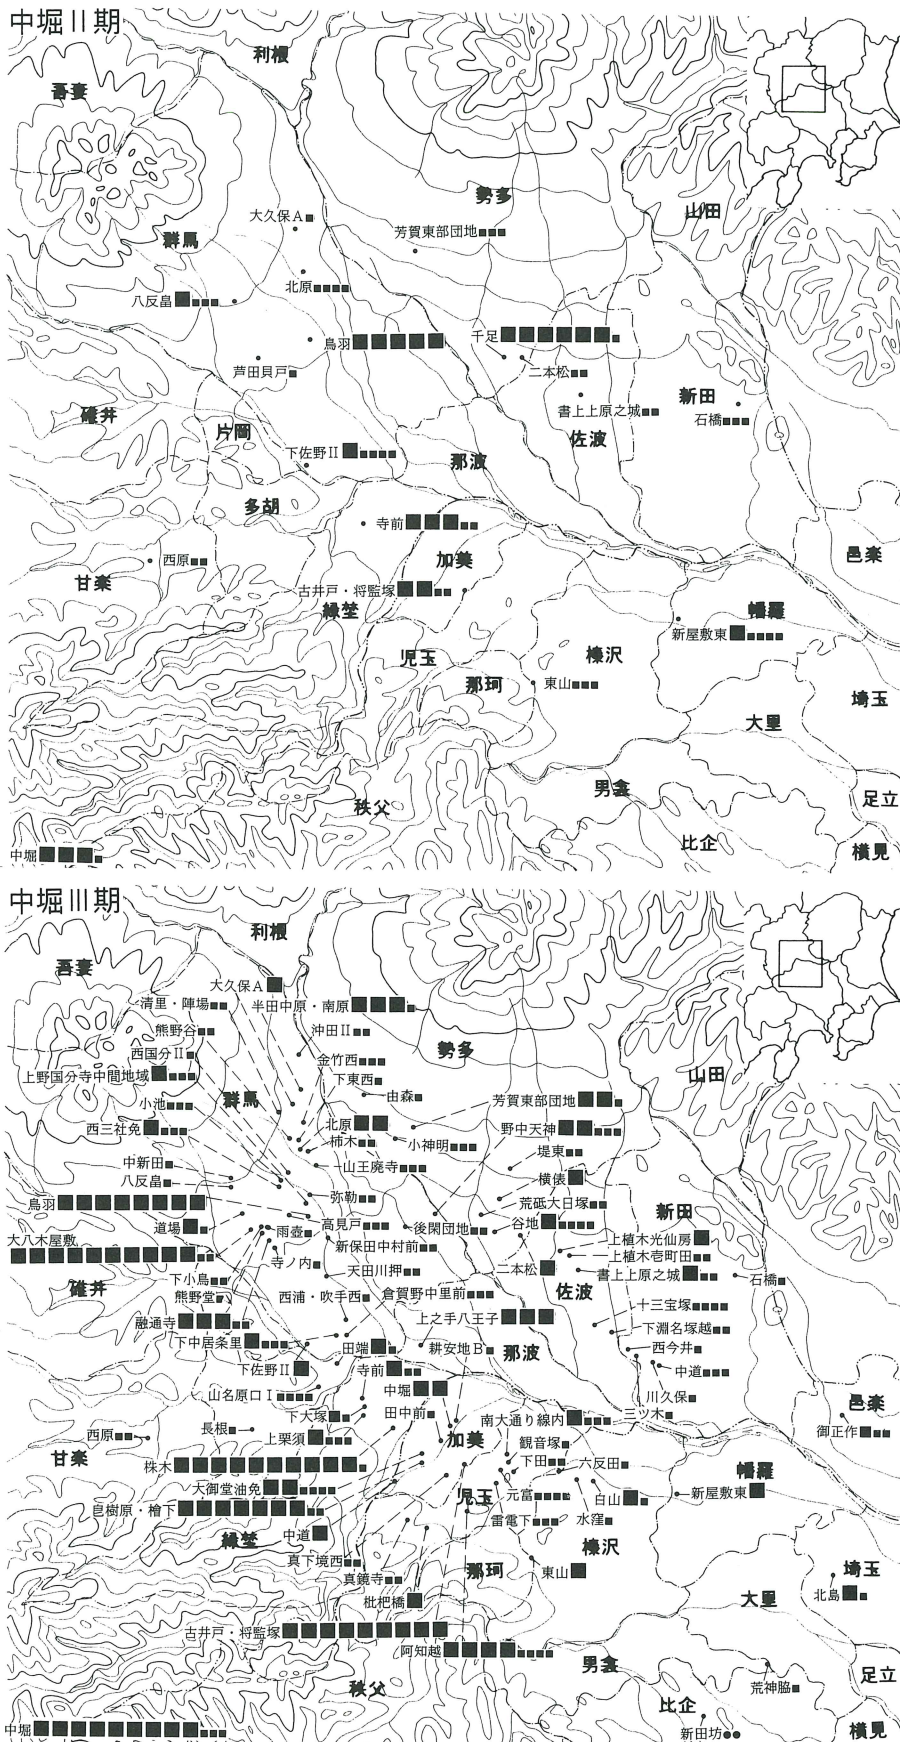 中堀II期
利根
吾妻
勢多
山田
大久保A
芳賀東部団地
群馬
北原
八反畠
鳥羽
千足
芦田貝戸
二本松
新田
書上上原之城
石橋
碓井
片岡
佐波
下佐野II
那波
多胡
寺前
西原
加美
邑楽
甘楽
古井戸・将監塚
緑埜
幡羅
新屋敷東
児玉
榛沢
那珂
東山
埼玉
大里
男衾
秩父
足立
比企
横見
中堀
中堀III期
利根
吾妻
大久保A
清里・陣場
半田中原・南原
熊野谷
沖田II
西国分II
金竹西
勢多
上野国分寺中間地域
下東西
山田
群馬
由森
小池
芳賀東部団地
西三社免
北原
野中天神
柿木
小神明
堤東
中新田
山王廃寺
八反畠
横俵
鳥羽
弥勒
荒砥大日塚
新田
道場
高見戸
後閑団地
谷地
大八木屋敷
雨壺
上植木光仙房
新保田中村前
上植木壱町田
寺ノ内
天田川押
二本松
書上上原之城
石橋
下小鳥
碓井
熊野堂
西浦・吹手西
倉賀野中里前
佐波
十三宝塚
融通寺
上之手八王子
下淵名塚越
下中居条里
田端
耕安地B
那波
西今井
下佐野II
寺前
中道
山名原口I
中堀
川久保
下大塚
田中前
南大通り線内
三ツ木
邑楽
西原
長根
上栗須
加美
観音塚
御正作
甘楽
株木
下田
六反田
幡羅
大御堂油免
児玉
元富
白山
新屋敷東
皀樹原・檜下
雷電下
水窪
緑埜
中道
榛沢
真下境西
那珂
東山
埼玉
真鏡寺
北島
枇杷橋
大里
古井戸・将監塚
阿知越
男衾
足立
秩父
荒神脇
比企
中堀
新田坊
横見